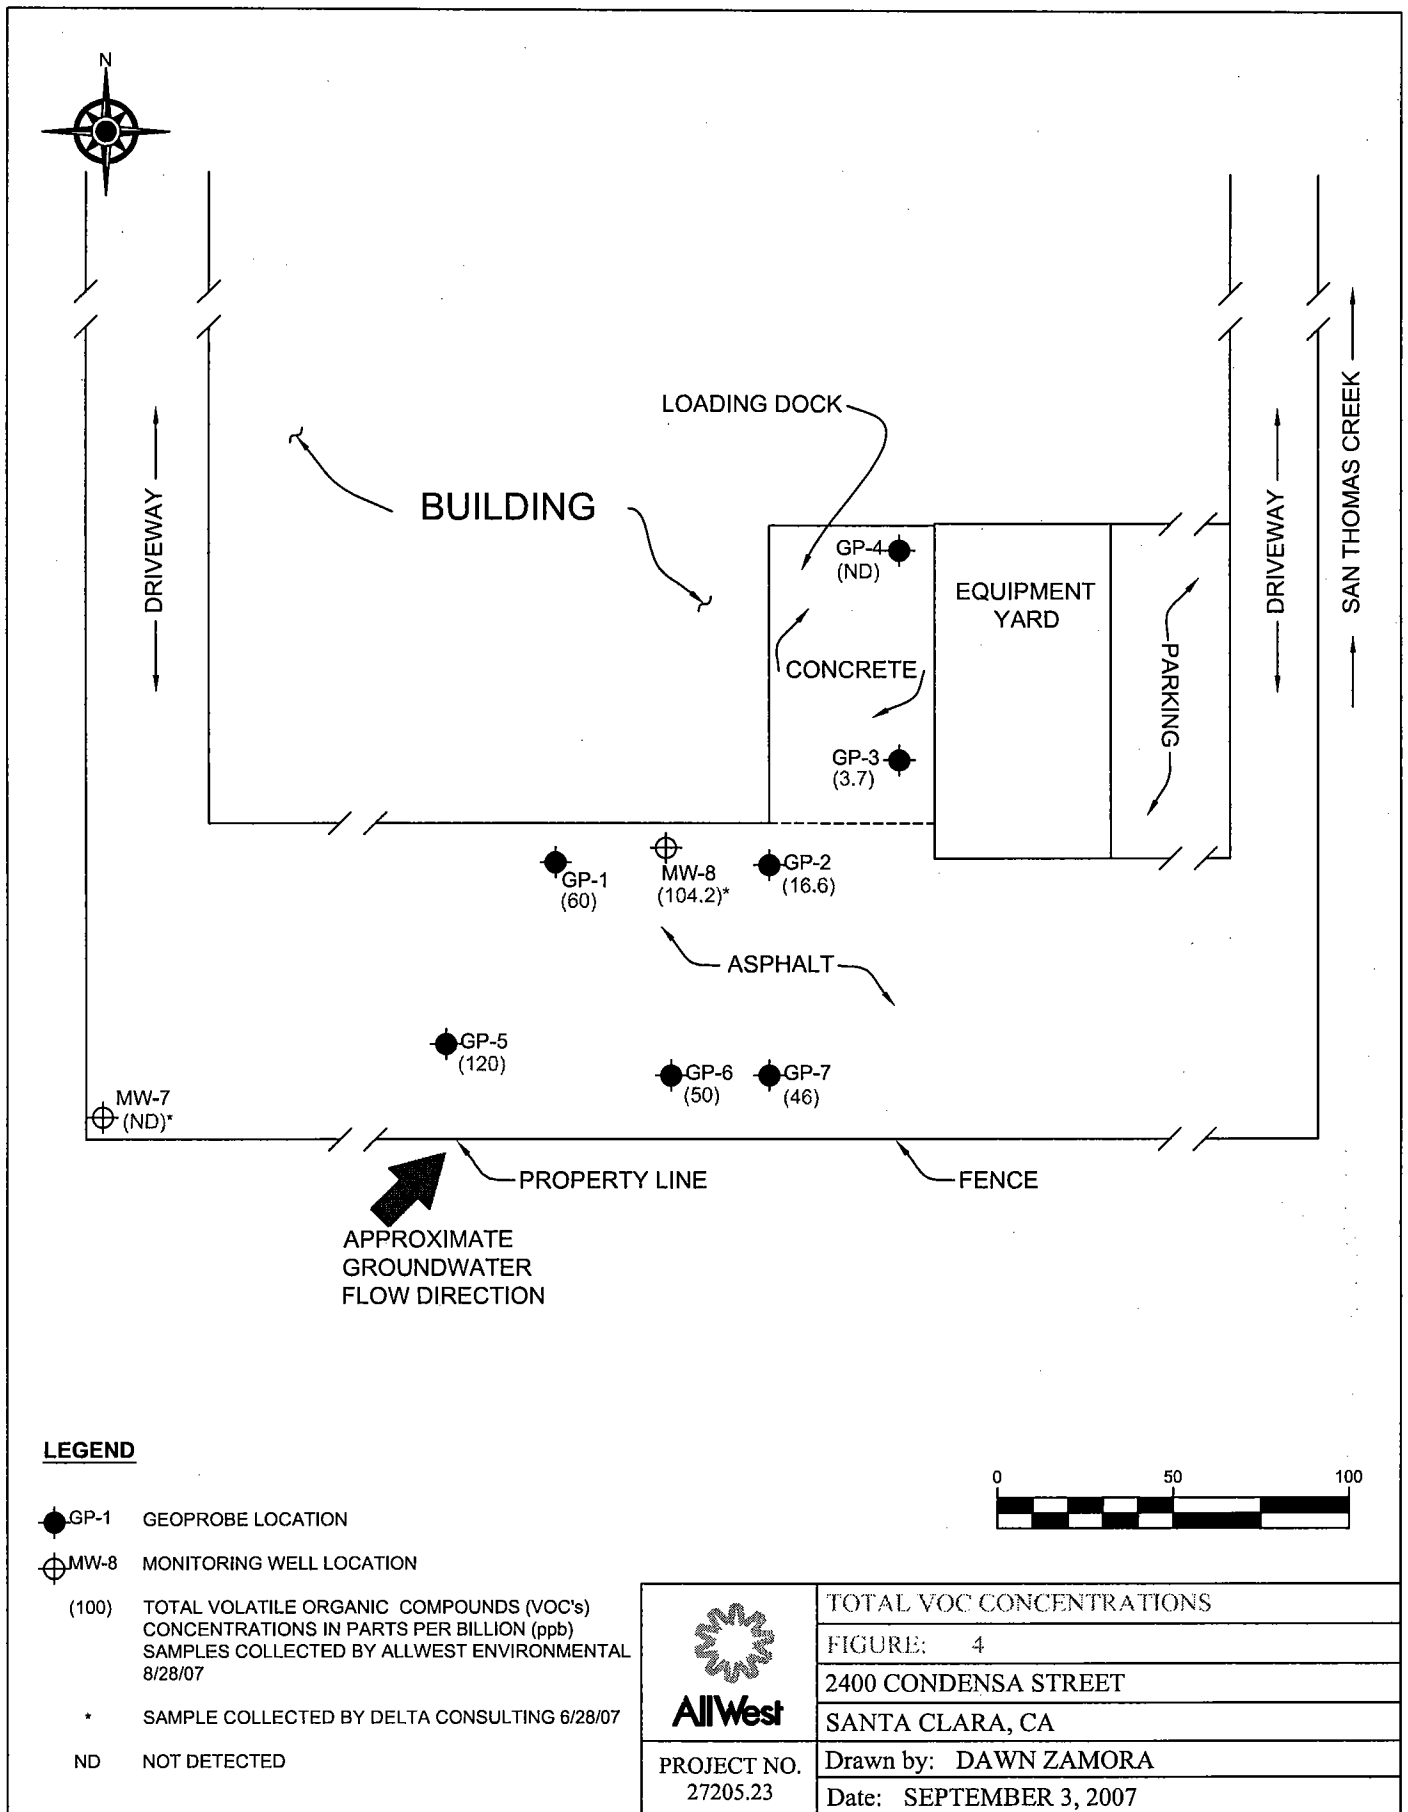 N
LOADING DOCK
BUILDING
DRIVEWAY
GP-4
(ND)
EQUIPMENT
YARD
CONCRETE
PARKING
DRIVEWAY
SAN THOMAS CREEK
GP-3
(3.7)
GP-1
(60)
MW-8
(104.2)*
GP-2
(16.6)
ASPHALT
GP-5
(120)
GP-6
(50)
GP-7
(46)
MW-7
(ND)*
PROPERTY LINE
FENCE
APPROXIMATE
GROUNDWATER
FLOW DIRECTION
LEGEND
GP-1 GEOPROBE LOCATION
MW-8 MONITORING WELL LOCATION
(100) TOTAL VOLATILE ORGANIC COMPOUNDS (VOC's)
CONCENTRATIONS IN PARTS PER BILLION (ppb)
SAMPLES COLLECTED BY ALLWEST ENVIRONMENTAL
8/28/07
* SAMPLE COLLECTED BY DELTA CONSULTING 6/28/07
ND NOT DETECTED
0 50 100
AllWest
PROJECT NO.
27205.23
TOTAL VOC CONCENTRATIONS
FIGURE: 4
2400 CONDENSA STREET
SANTA CLARA, CA
Drawn by: DAWN ZAMORA
Date: SEPTEMBER 3, 2007